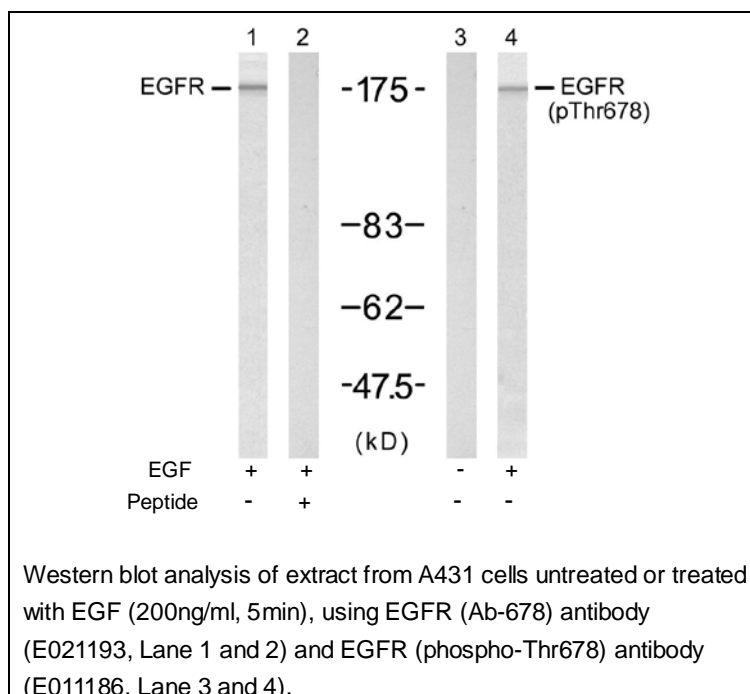 1 2 3 4
EGFR – -175- – EGFR
(pThr678)
-83-
-62-
-47.5-
(kD)
EGF + + - +
Peptide - + - -
Western blot analysis of extract from A431 cells untreated or treated
with EGF (200ng/ml, 5min), using EGFR (Ab-678) antibody
(E021193, Lane 1 and 2) and EGFR (phospho-Thr678) antibody
(E011186, Lane 3 and 4).